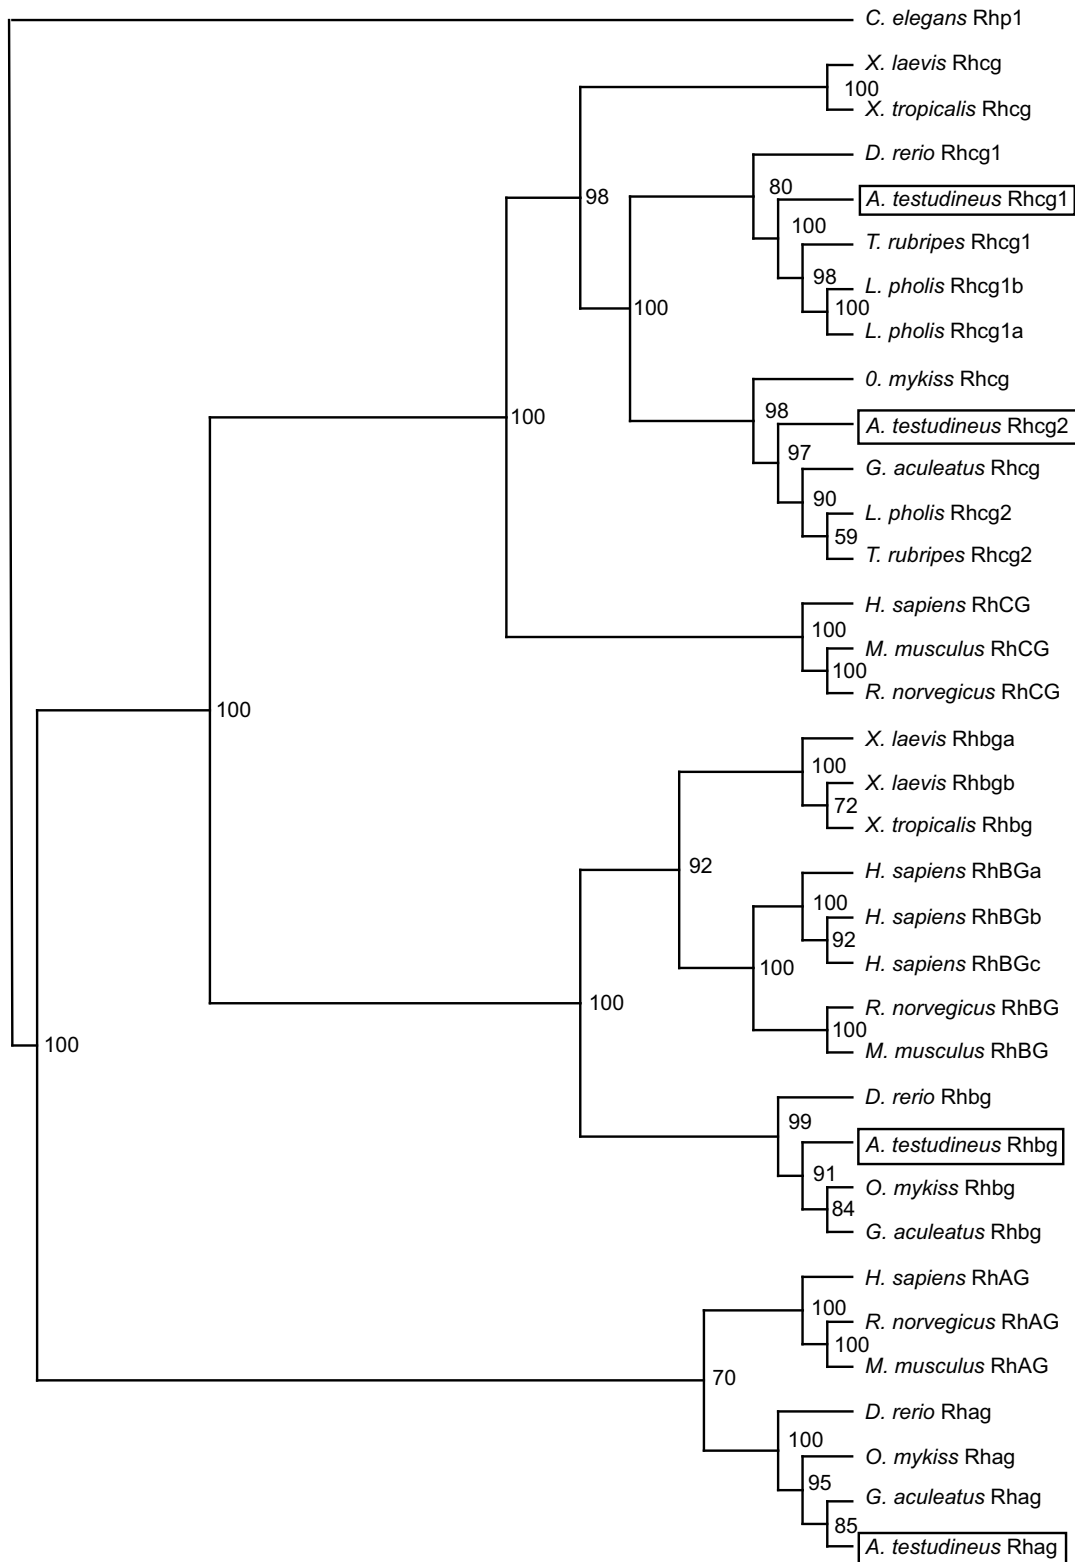 C. elegans Rhp1
X. laevis Rhcg
100
X. tropicalis Rhcg
D. rerio Rhcg1
80
A. testudineus Rhcg1
98
100
T. rubripes Rhcg1
98
L. pholis Rhcg1b
100
100
L. pholis Rhcg1a
0. mykiss Rhcg
98
100
A. testudineus Rhcg2
97
G. aculeatus Rhcg
90
L. pholis Rhcg2
59
T. rubripes Rhcg2
H. sapiens RhCG
100
M. musculus RhCG
100
R. norvegicus RhCG
100
X. laevis Rhbga
100
X. laevis Rhbgb
72
X. tropicalis Rhbg
92
H. sapiens RhBGa
100
H. sapiens RhBGb
92
H. sapiens RhBGc
100
100
R. norvegicus RhBG
100
M. musculus RhBG
100
D. rerio Rhbg
99
A. testudineus Rhbg
91
O. mykiss Rhbg
84
G. aculeatus Rhbg
H. sapiens RhAG
100
R. norvegicus RhAG
100
M. musculus RhAG
70
D. rerio Rhag
100
O. mykiss Rhag
95
G. aculeatus Rhag
85
A. testudineus Rhag